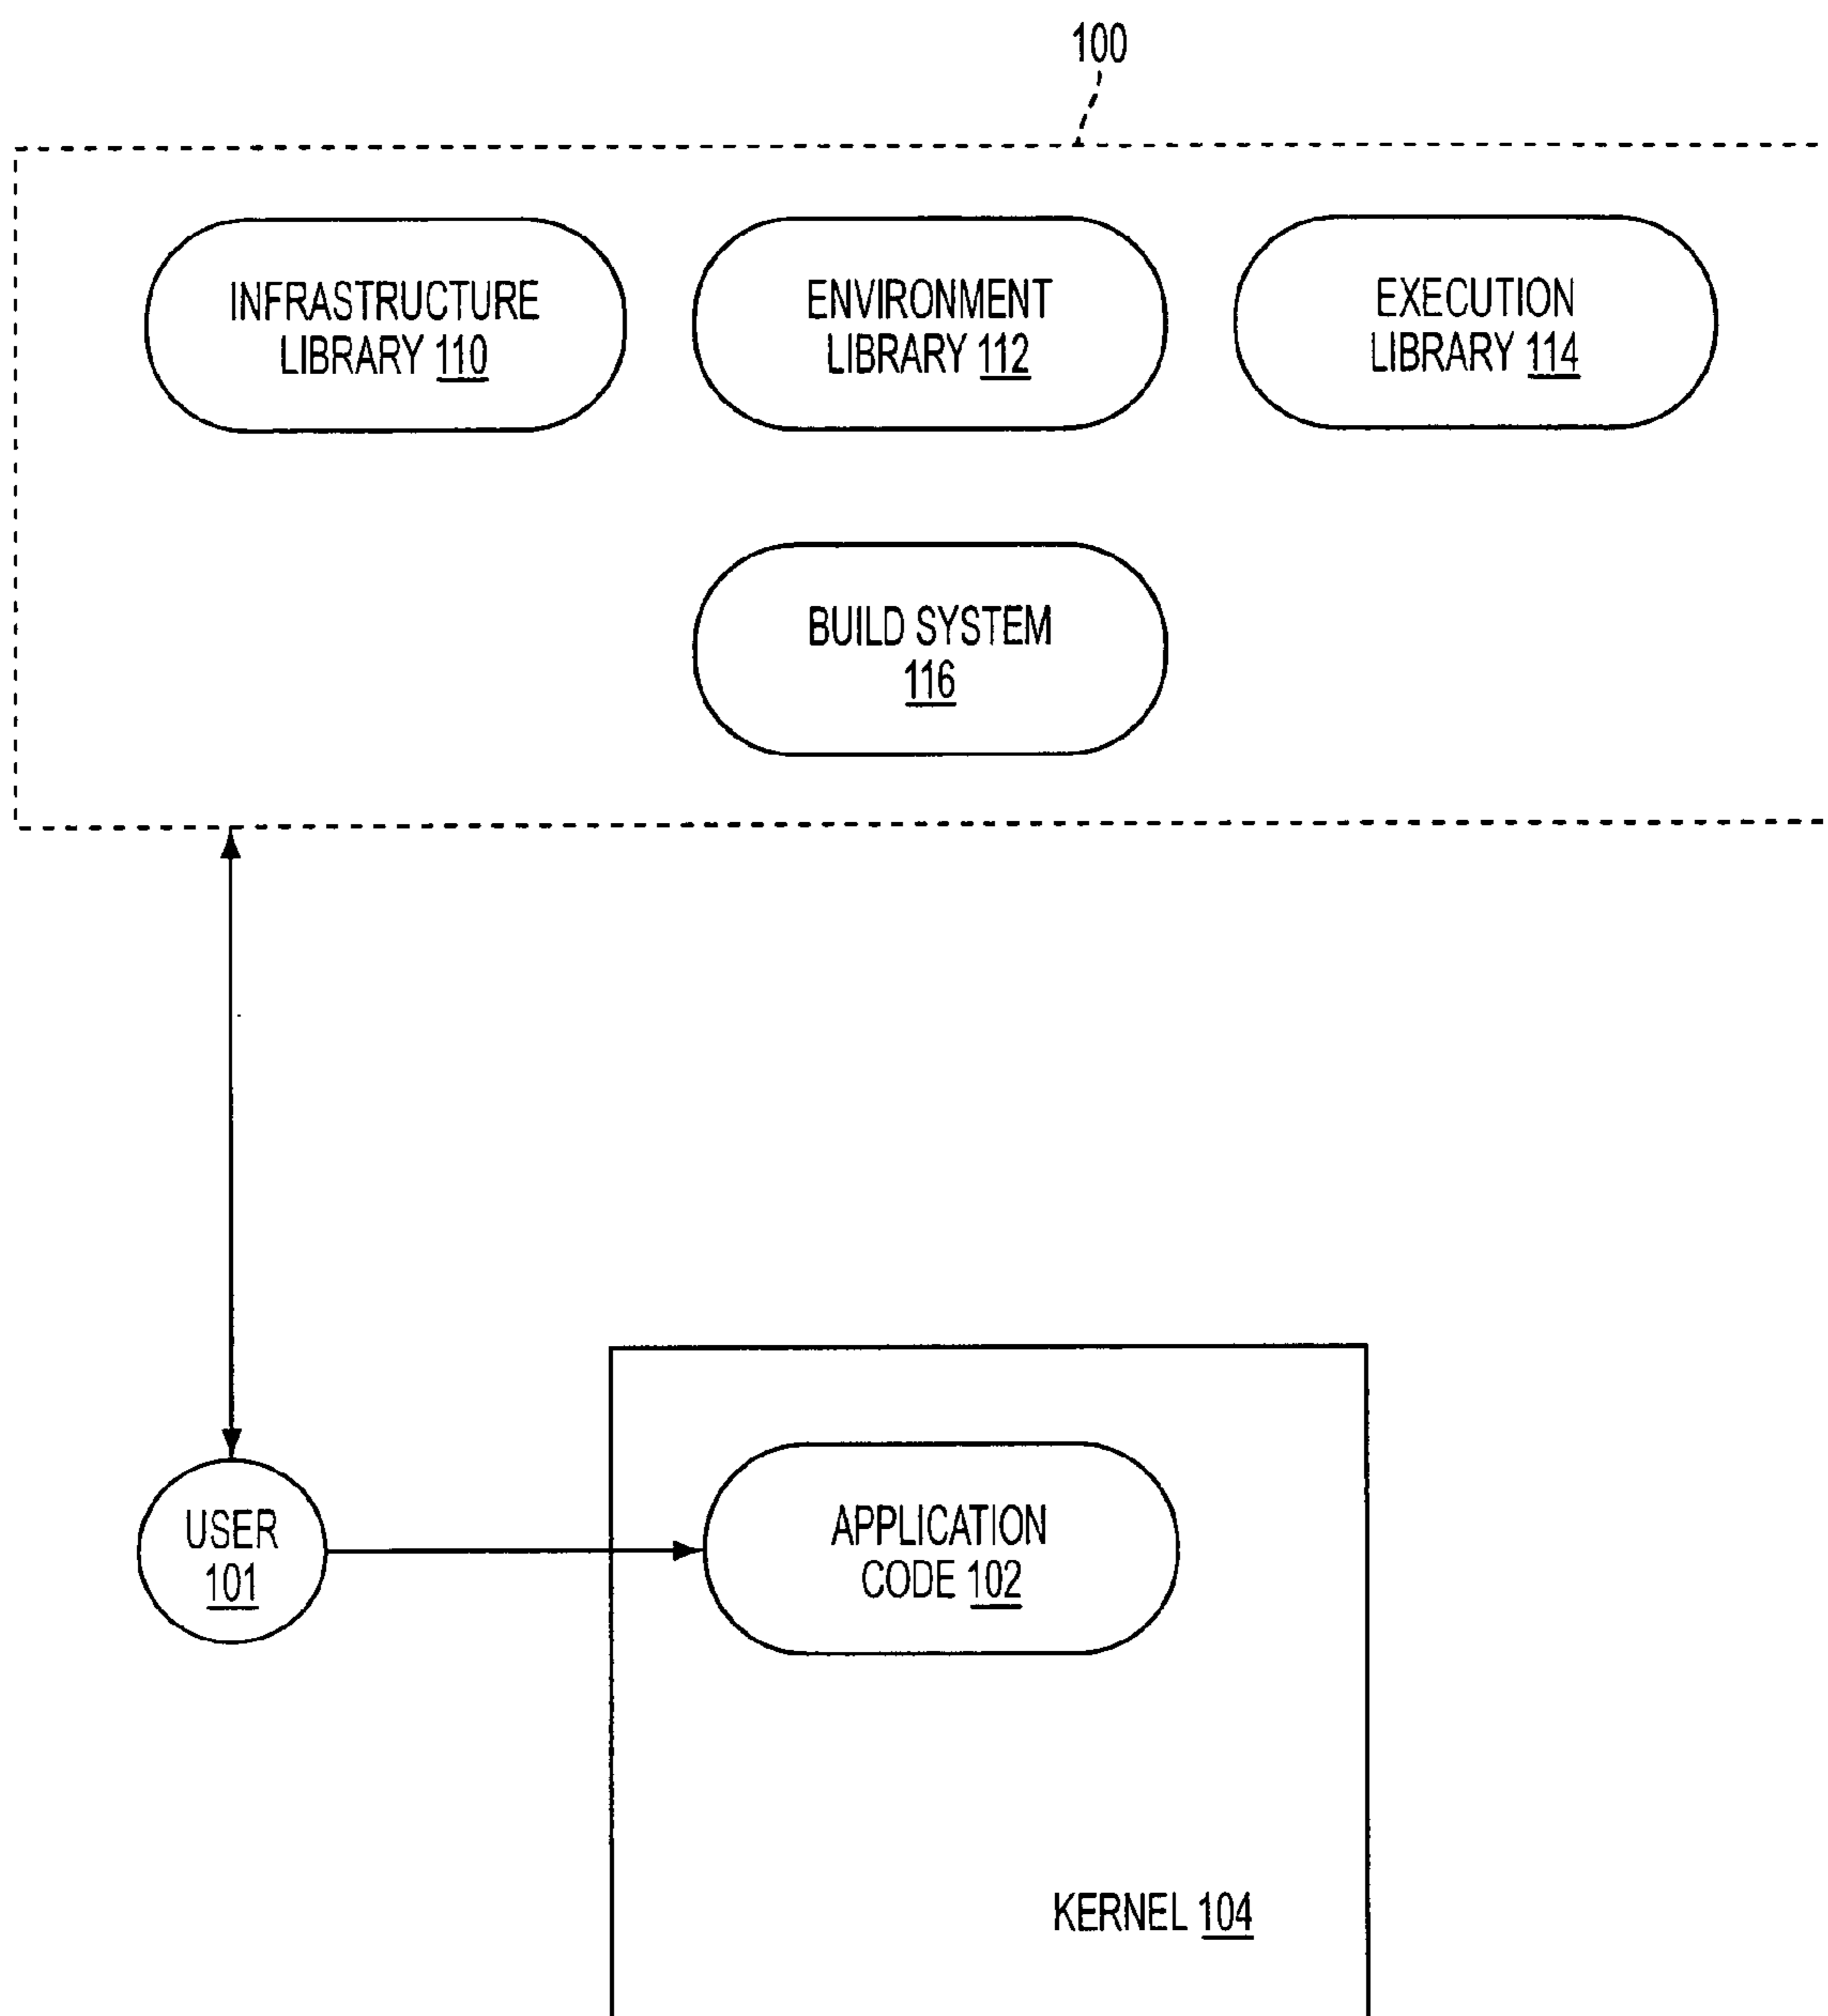 100
INFRASTRUCTURE
LIBRARY 110
ENVIRONMENT
LIBRARY 112
EXECUTION
LIBRARY 114
BUILD SYSTEM
116
USER
101
APPLICATION
CODE 102
KERNEL 104